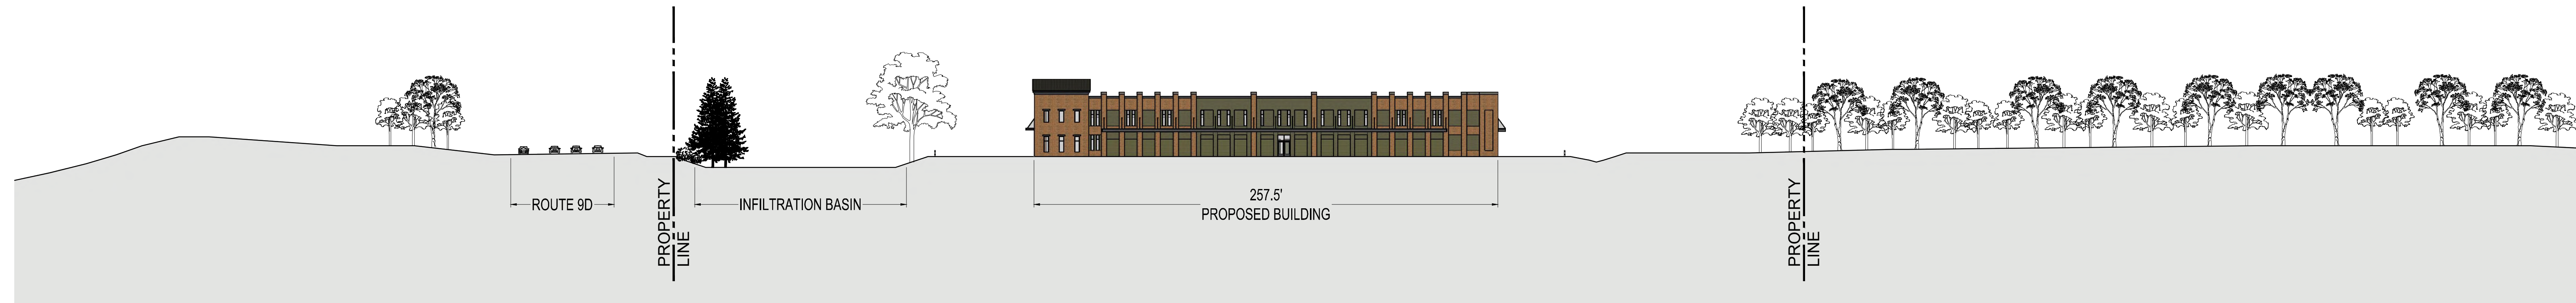 ROUTE 9D
PROPERTY
LINE
INFILTRATION BASIN
257.5'
PROPOSED BUILDING
PROPERTY
LINE